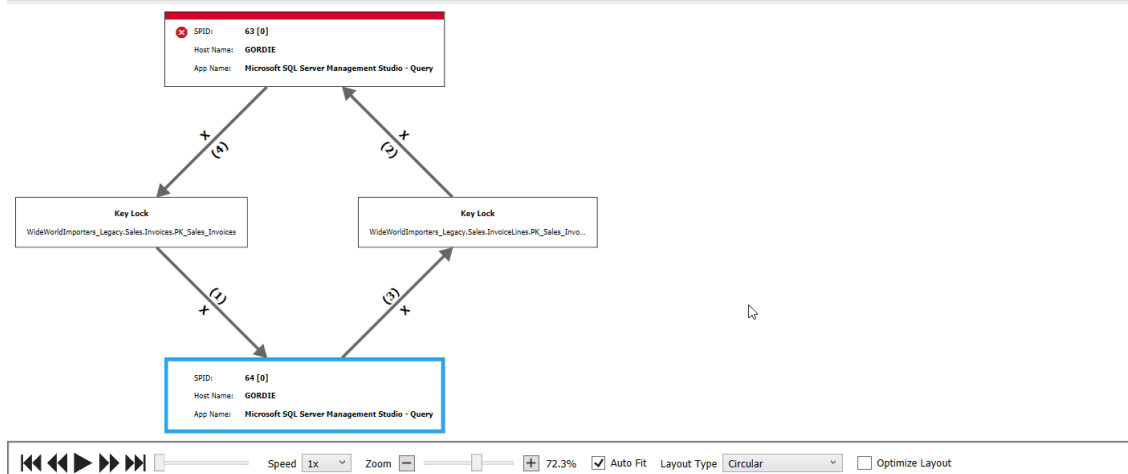 SPID: 63 [0]
Host Name: GORDIE
App Name: Microsoft SQL Server Management Studio - Query
X
(4)
X
(2)
Key Lock
WideWorldImporters_Legacy.Sales.Invoices.PK_Sales_Invoices
Key Lock
WideWorldImporters_Legacy.Sales.InvoiceLines.PK_Sales_Invo...
(1)
X
(3)
X
SPID: 64 [0]
Host Name: GORDIE
App Name: Microsoft SQL Server Management Studio - Query
Speed 1x Zoom 72.3% Auto Fit Layout Type Circular Optimize Layout